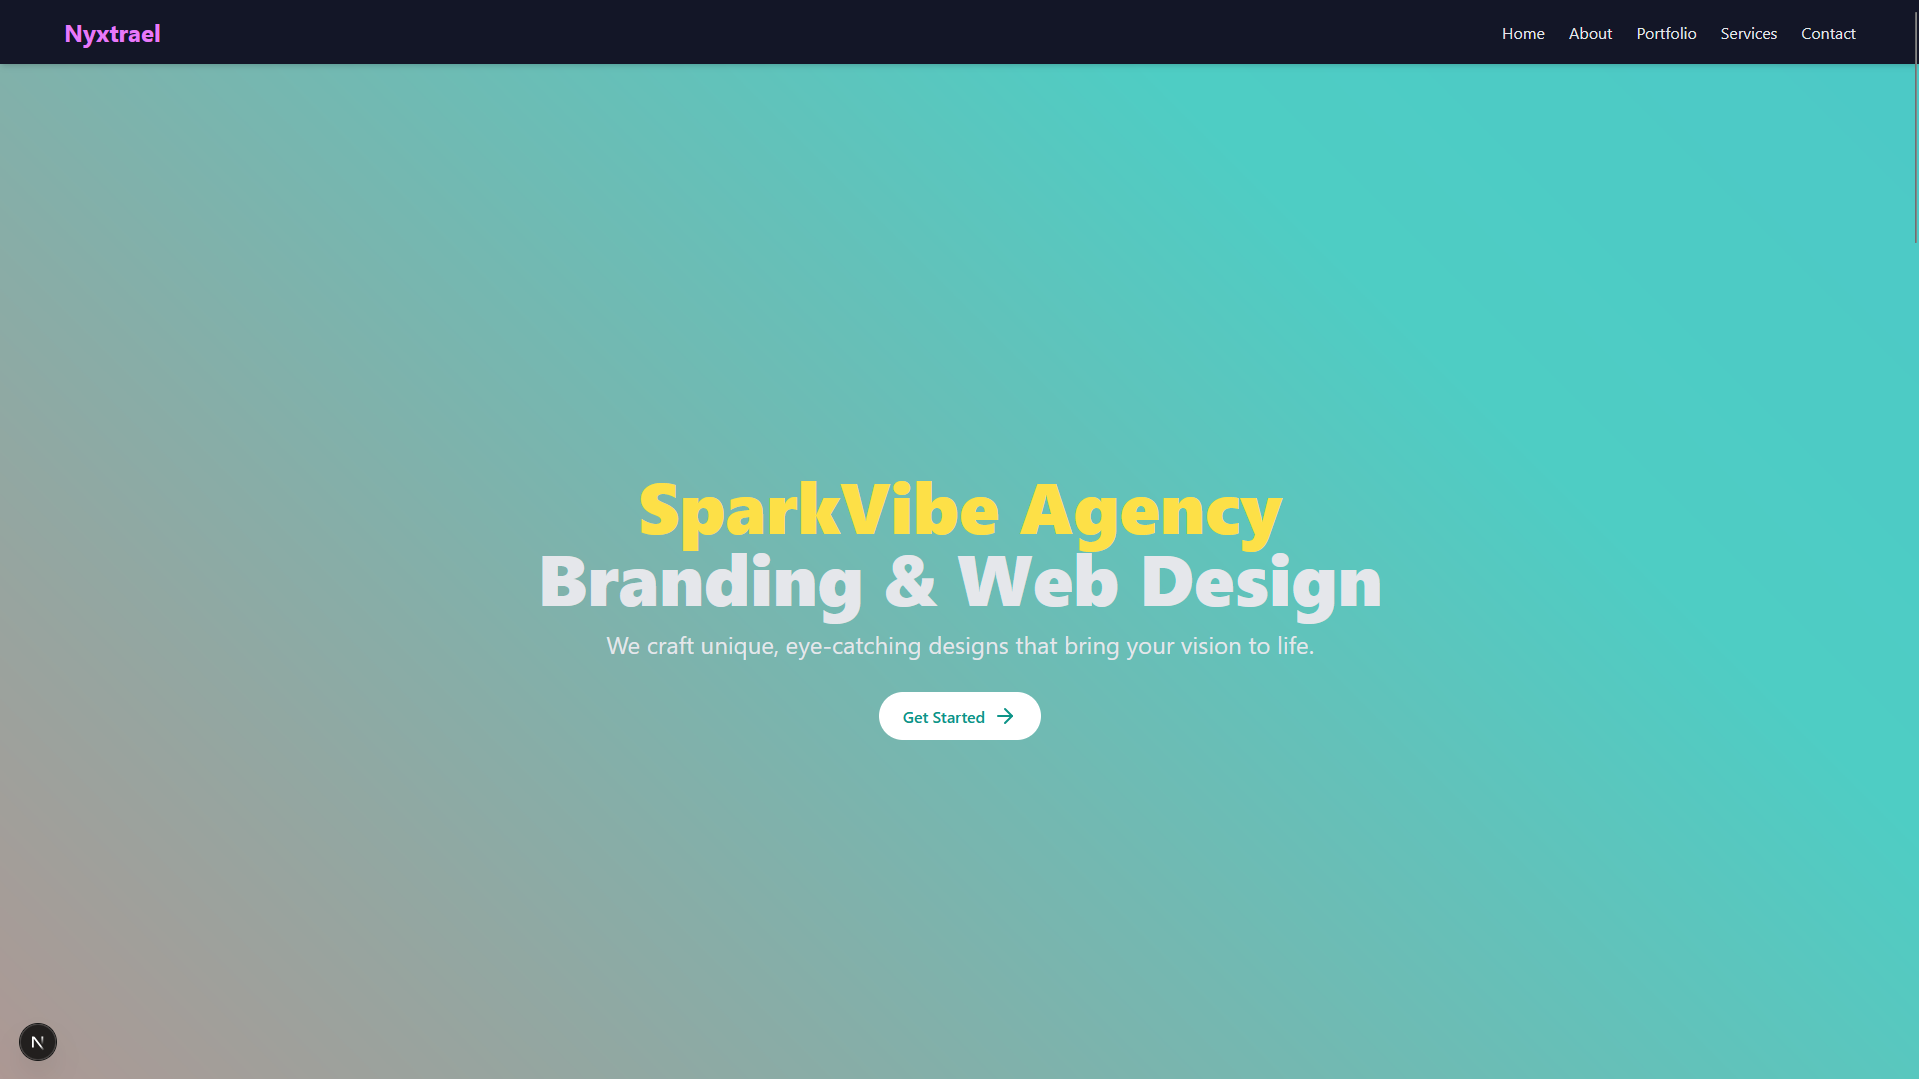 Nyxtrael
Home About Portfolio Services Contact
SparkVibe Agency
Branding & Web Design
We craft unique, eye-catching designs that bring your vision to life.
Get Started
N